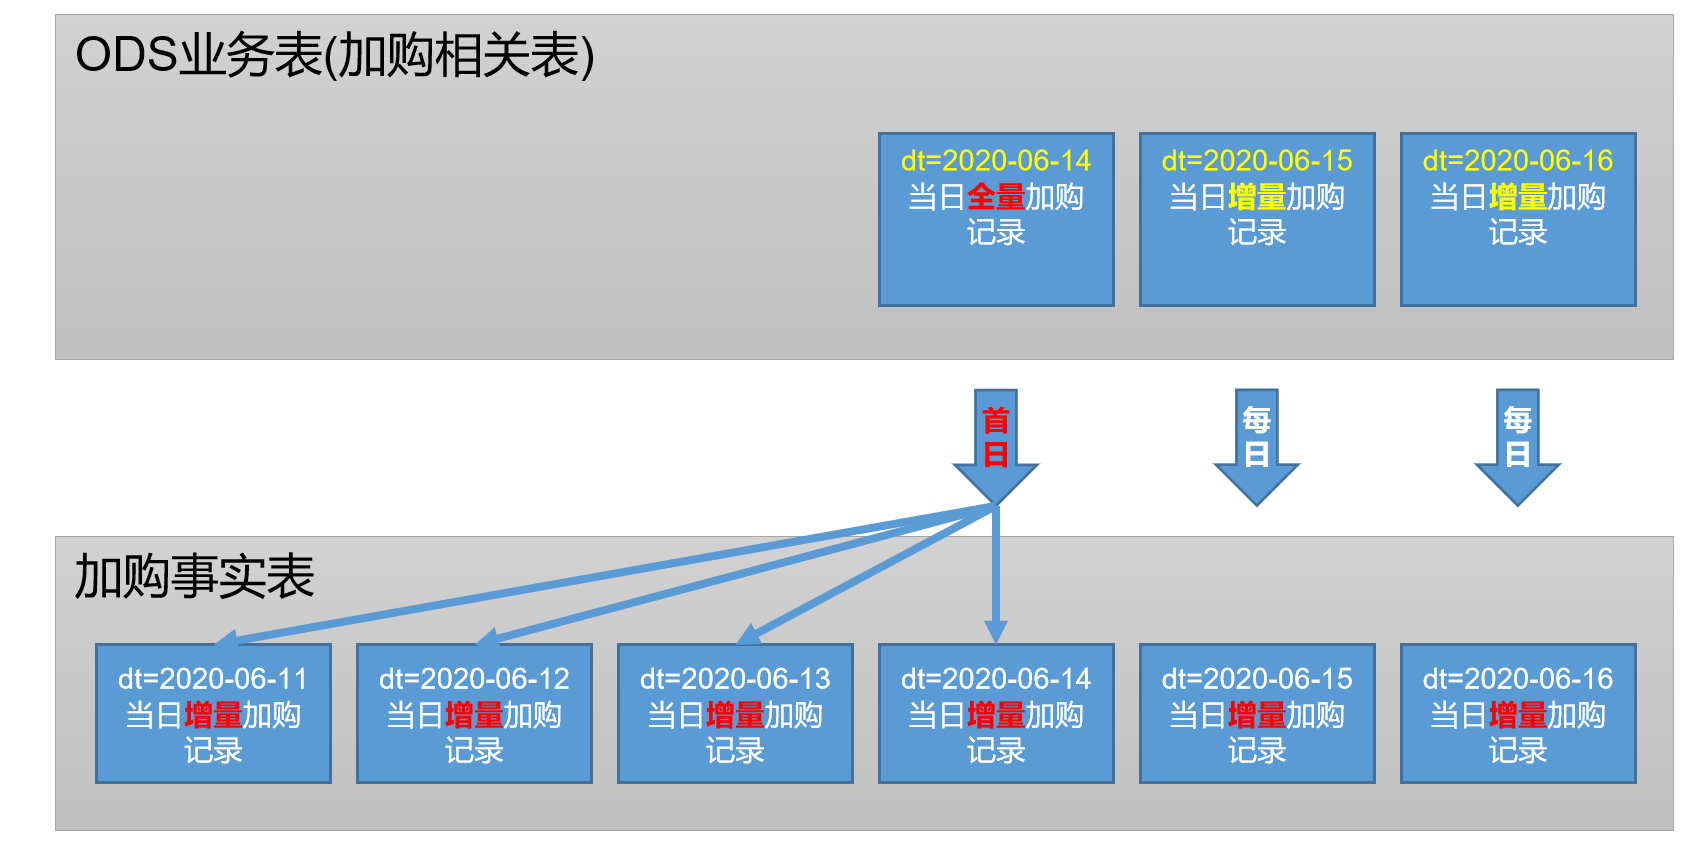 ODS业务表(加购相关表)
dt=2020-06-14
当日全量加购
记录
dt=2020-06-15
当日增量加购
记录
dt=2020-06-16
当日增量加购
记录
首
日
每
日
每
日
加购事实表
dt=2020-06-11
当日增量加购
记录
dt=2020-06-12
当日增量加购
记录
dt=2020-06-13
当日增量加购
记录
dt=2020-06-14
当日增量加购
记录
dt=2020-06-15
当日增量加购
记录
dt=2020-06-16
当日增量加购
记录